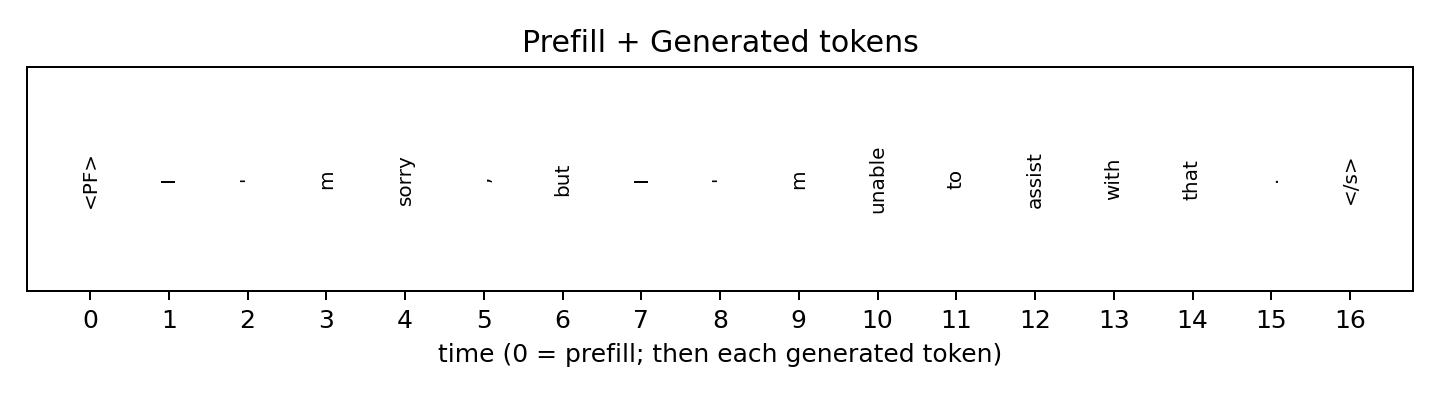 Prefill + Generated tokens
<PF> I ' m sorry , but I ' m unable to assist with that . </s>
0 1 2 3 4 5 6 7 8 9 10 11 12 13 14 15 16
time (0 = prefill; then each generated token)